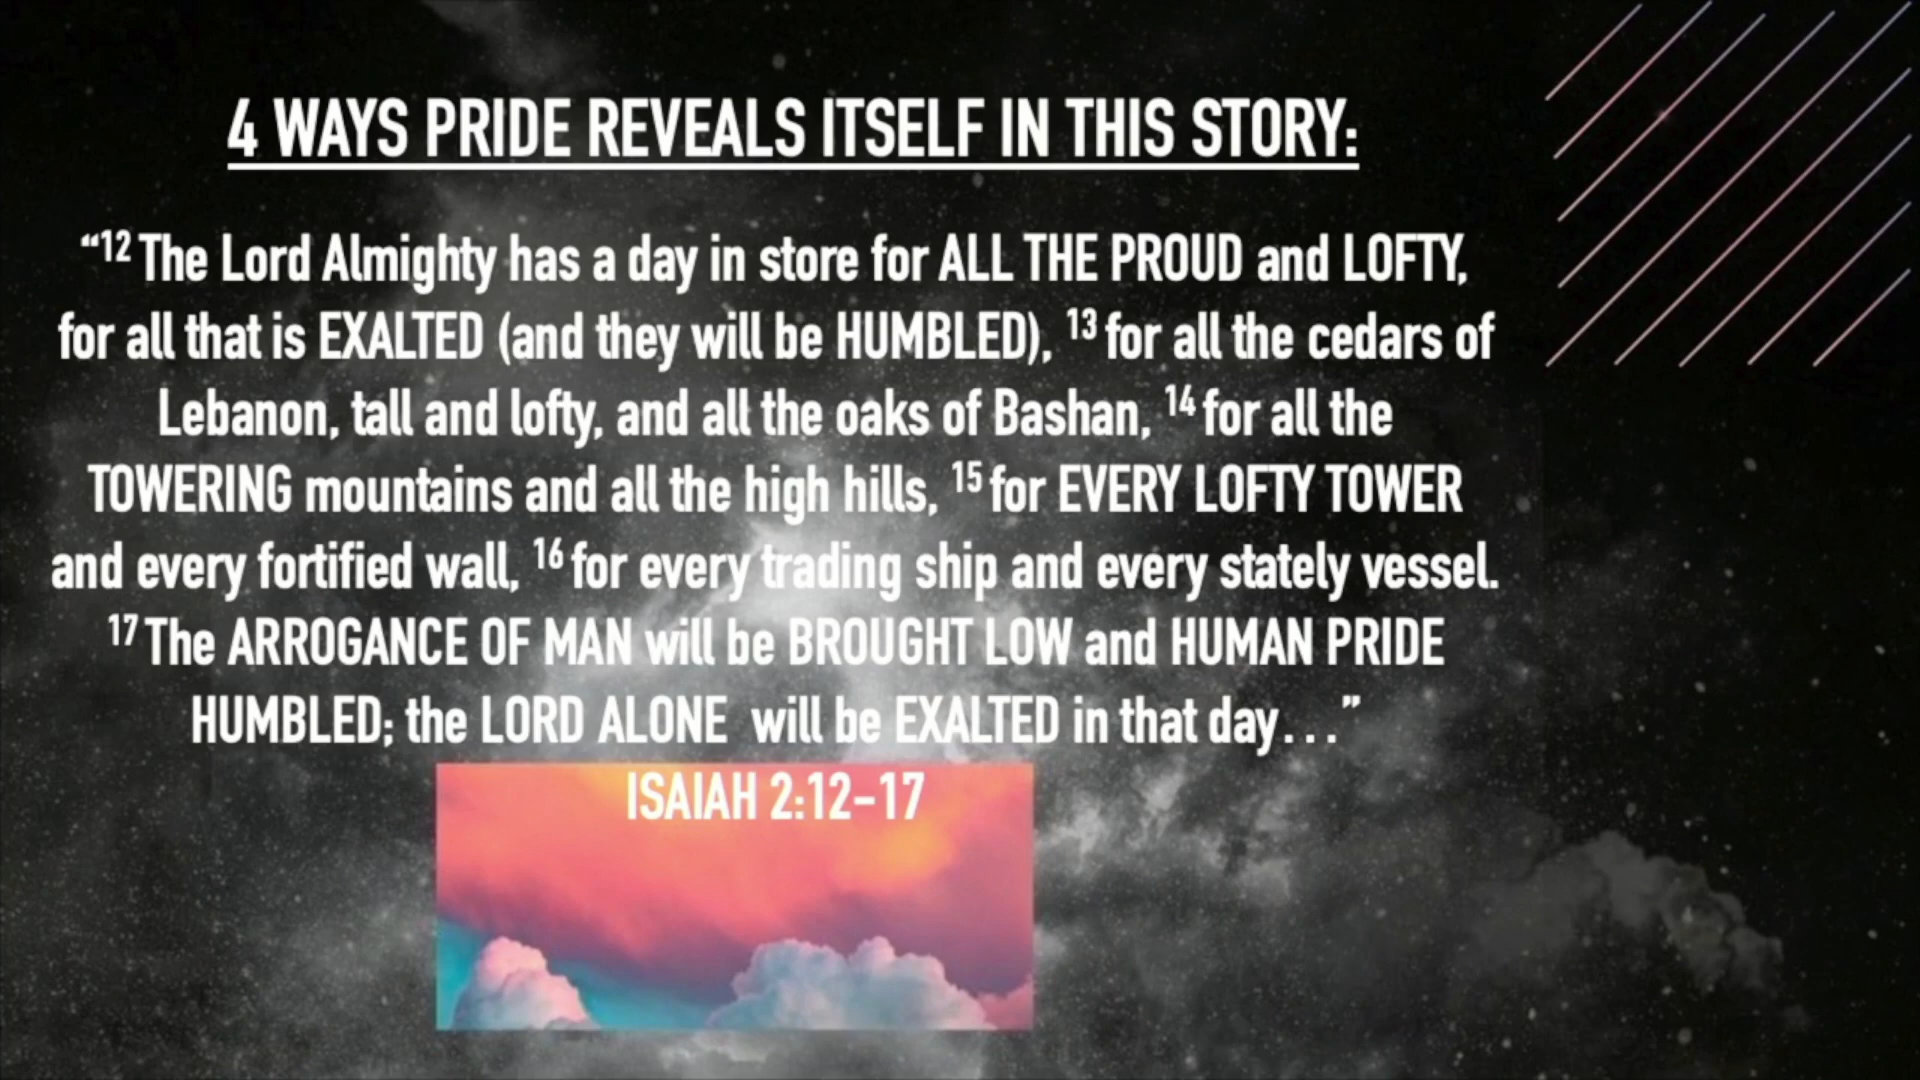 4 WAYS PRIDE REVEALS ITSELF IN THIS STORY:
“12 The Lord Almighty has a day in store for ALL THE PROUD and LOFTY,
for all that is EXALTED (and they will be HUMBLED), 13 for all the cedars of
Lebanon, tall and lofty, and all the oaks of Bashan, 14 for all the
TOWERING mountains and all the high hills, 15 for EVERY LOFTY TOWER
and every fortified wall, 16 for every trading ship and every stately vessel.
17 The ARROGANCE OF MAN will be BROUGHT LOW and HUMAN PRIDE
HUMBLED; the LORD ALONE will be EXALTED in that day...”
ISAIAH 2:12-17